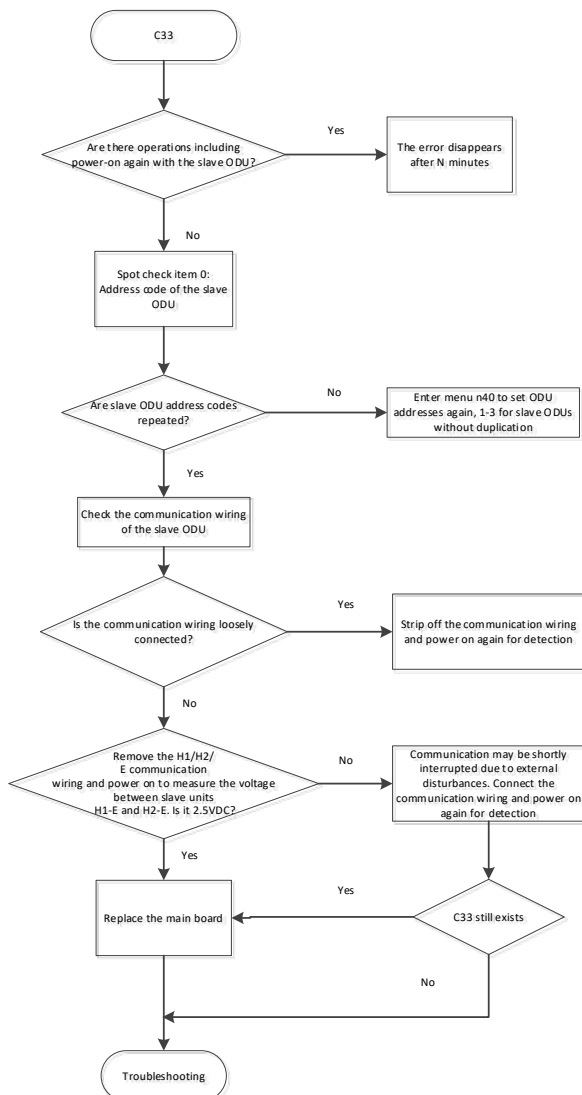 C33
Are there operations including
power-on again with the slave ODU?
Yes
The error disappears
after N minutes
No
Spot check item 0:
Address code of the slave
ODU
Are slave ODU address codes
repeated?
No
Enter menu n40 to set ODU
addresses again, 1-3 for slave ODUs
without duplication
Yes
Check the communication wiring
of the slave ODU
Is the communication wiring loosely
connected?
Yes
Strip off the communication wiring
and power on again for detection
No
Remove the H1/H2/
E communication
wiring and power on to measure the voltage
between slave units
H1-E and H2-E. Is it 2.5VDC?
No
Communication may be shortly
interrupted due to external
disturbances. Connect the
communication wiring and power on
again for detection
Yes
Replace the main board
Yes
C33 still exists
No
Troubleshooting